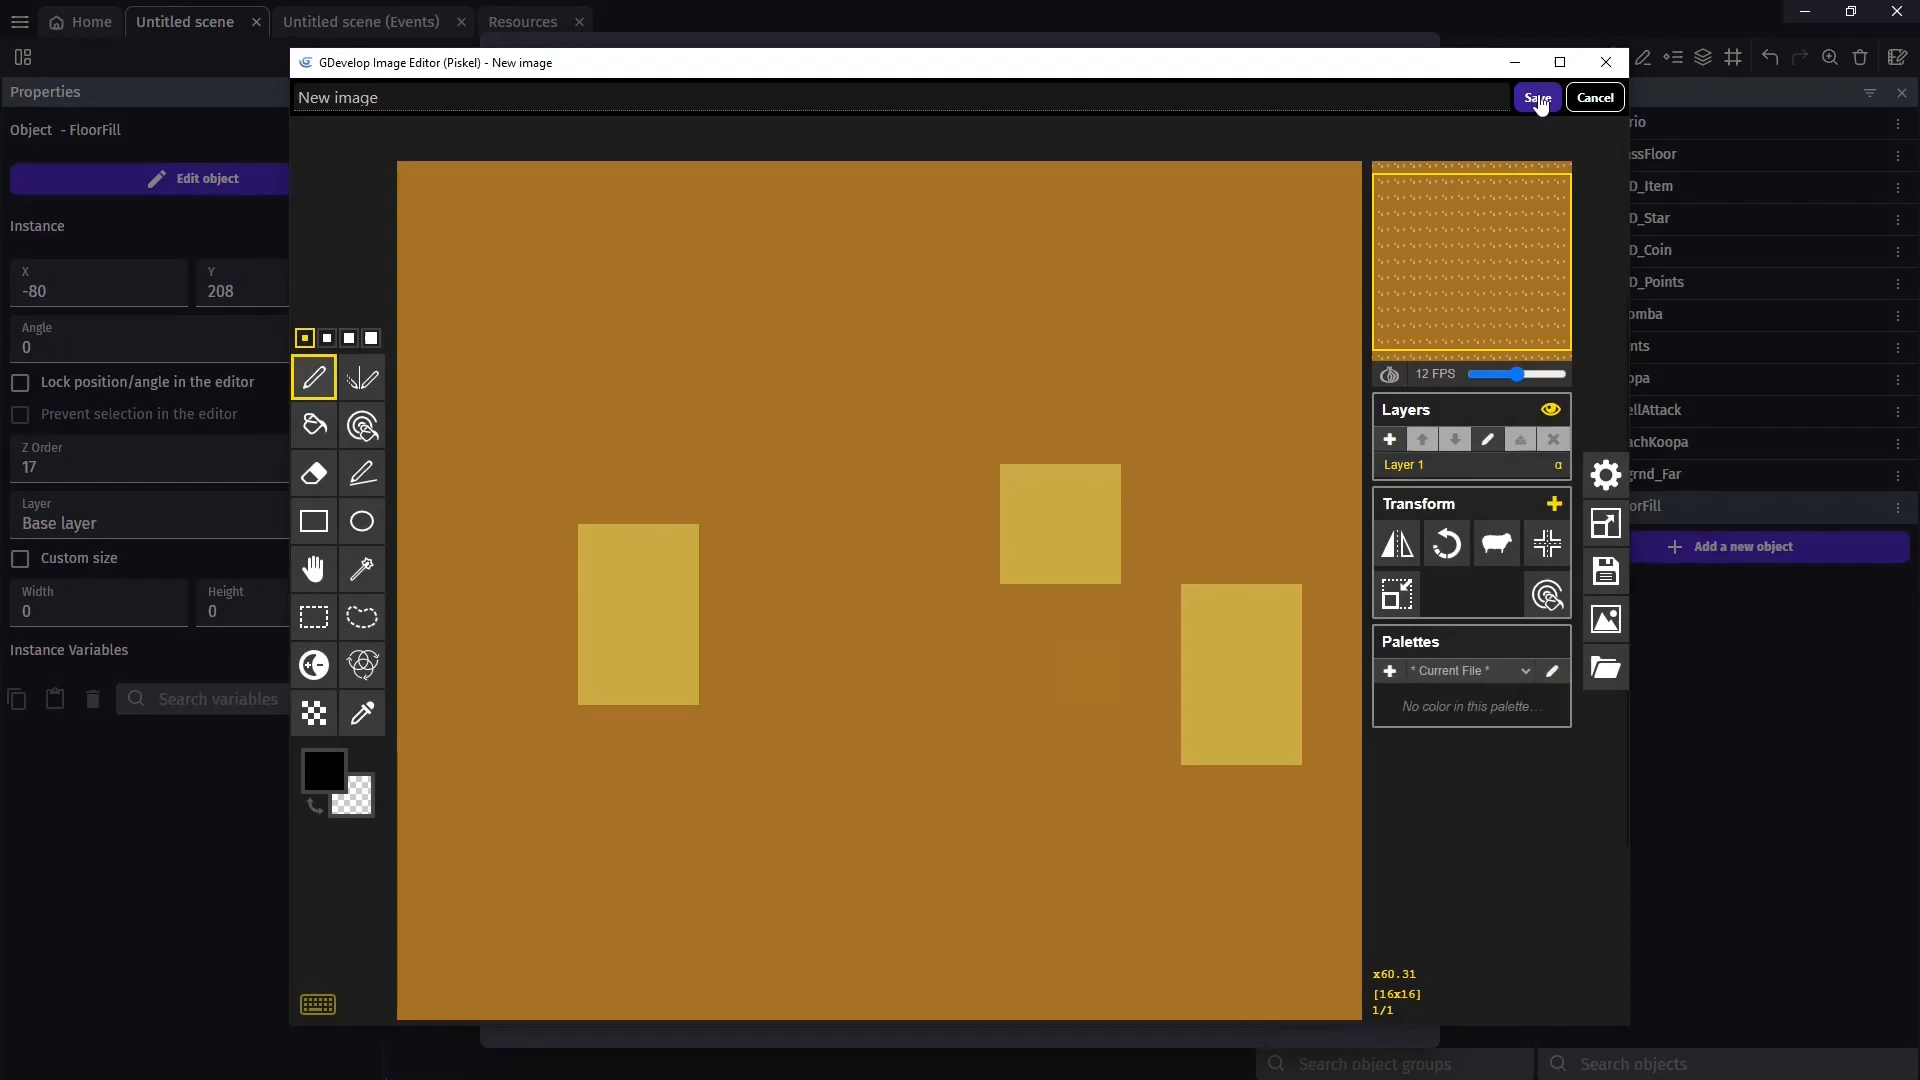 Home
Untitled scene
Untitled scene (Events)
Resources
GDevelop Image Editor (Piskel) - New image
Properties
New image
Save
Cancel
Object - FloorFill
Edit object
Instance
X
-80
Y
208
Angle
0
Lock position/angle in the editor
Prevent selection in the editor
Z Order
17
Layer
Base layer
Custom size
Width
0
Height
0
Instance Variables
Search variables
12 FPS
Layers
Layer 1
α
Transform
Palettes
* Current File *
No color in this palette...
x60.31
[16x16]
1/1
rio
ssFloor
D_Item
D_Star
D_Coin
D_Points
omba
nts
opa
ellAttack
achKoopa
grnd_Far
orFill
Add a new object
Search object groups
Search objects